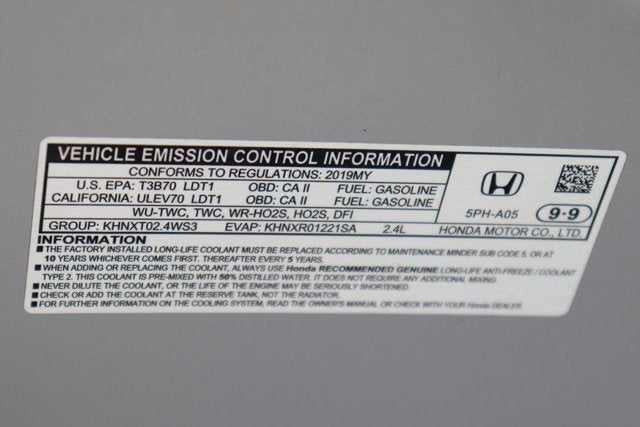 VEHICLE EMISSION CONTROL INFORMATION
CONFORMS TO REGULATIONS: 2019MY
U.S. EPA: T3B70 LDT1 OBD: CA II FUEL: GASOLINE
CALIFORNIA: ULEV70 LDT1 OBD: CA II FUEL: GASOLINE
WU-TWC, TWC, WR-HO2S, HO2S, DFI
GROUP: KHNXT02.4WS3 EVAP: KHNXR01221SA 2.4L
5PH-A05 9-9
HONDA MOTOR CO., LTD.
INFORMATION
■ THE FACTORY INSTALLED LONG-LIFE COOLANT MUST BE REPLACED ACCORDING TO MAINTENANCE MINDER SUB CODE 5, OR AT
10 YEARS WHICHEVER COMES FIRST. THEREAFTER EVERY 5 YEARS.
■ WHEN ADDING OR REPLACING THE COOLANT, ALWAYS USE Honda RECOMMENDED GENUINE LONG-LIFE ANTI-FREEZE / COOLANT
TYPE 2. THIS COOLANT IS PRE-MIXED WITH 50% DISTILLED WATER. IT DOES NOT REQUIRE ANY ADDITIONAL MIXING.
■ NEVER DILUTE THE COOLANT, OR THE LIFE OF THE ENGINE MAY BE SERIOUSLY SHORTENED.
■ CHECK OR ADD THE COOLANT AT THE RESERVE TANK, NOT THE RADIATOR.
■ FOR FURTHER INFORMATION ON THE COOLING SYSTEM, READ THE OWNER'S MANUAL OR CHECK WITH YOUR Honda DEALER.